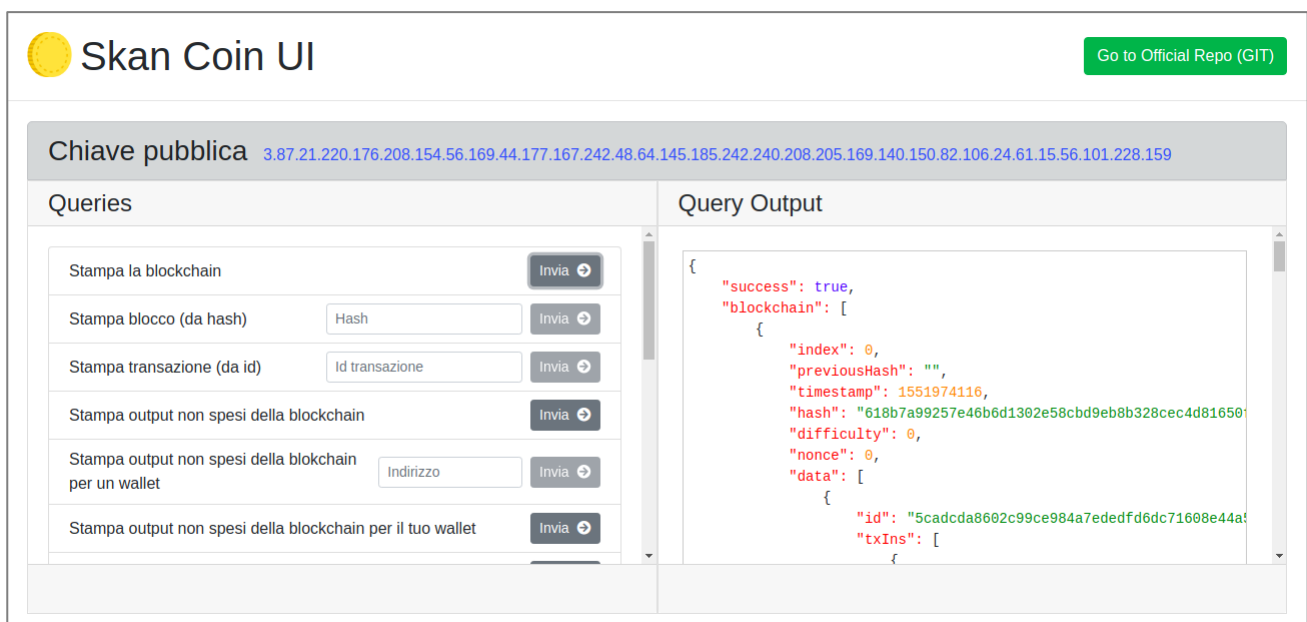 Skan Coin UI
Go to Official Repo (GIT)
Chiave pubblica 3.87.21.220.176.208.154.56.169.44.177.167.242.48.64.145.185.242.240.208.205.169.140.150.82.106.24.61.15.56.101.228.159
Queries
Stampa la blockchain Invia
Stampa blocco (da hash) Hash Invia
Stampa transazione (da id) Id transazione Invia
Stampa output non spesi della blockchain Invia
Stampa output non spesi della blokchain
per un wallet Indirizzo Invia
Stampa output non spesi della blockchain per il tuo wallet Invia
Query Output
{
"success": true,
"blockchain": [
{
"index": 0,
"previousHash": "",
"timestamp": 1551974116,
"hash": "618b7a99257e46b6d1302e58cbd9eb8b328cec4d81650
"difficulty": 0,
"nonce": 0,
"data": [
{
"id": "5cadcda8602c99ce984a7ededfd6dc71608e44a
"txIns": [
{